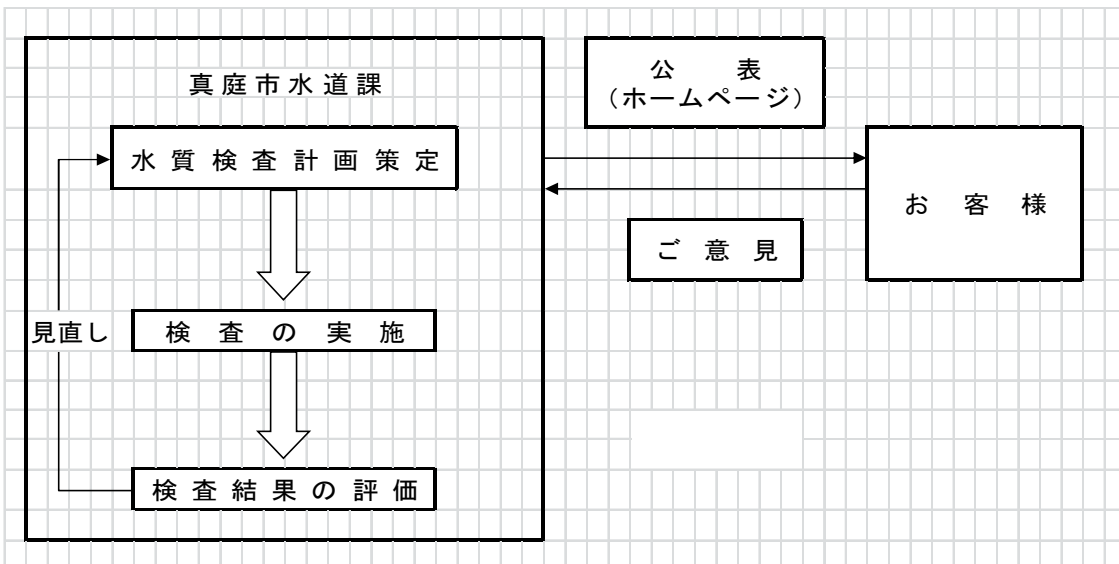 真庭市水道課
水質検査計画策定
見直し
検査の実施
検査結果の評価
公表
（ホームページ）
ご意見
お客様